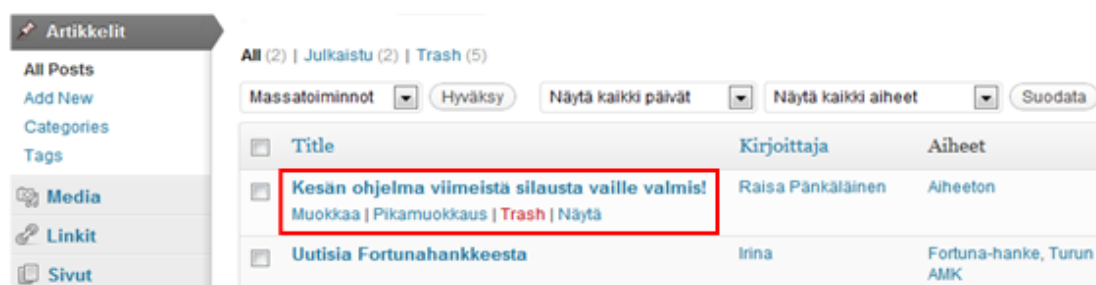 Artikkelit
All Posts
Add New
Categories
Tags
Media
Linkit
Sivut
All (2) | Julkaistu (2) | Trash (5)
Massatoiminnot Hyväksy Näytä kaikki päivät Näytä kaikki aiheet Suodata
Title Kirjoittaja Aiheet
Kesän ohjelma viimeistä silausta vaille valmis! Raisa Pänkäläinen Aiheeton
Muokkaa | Pikamuokkaus | Trash | Näytä
Uutisia Fortunahankkeesta Irina Fortuna-hanke, Turun
AMK